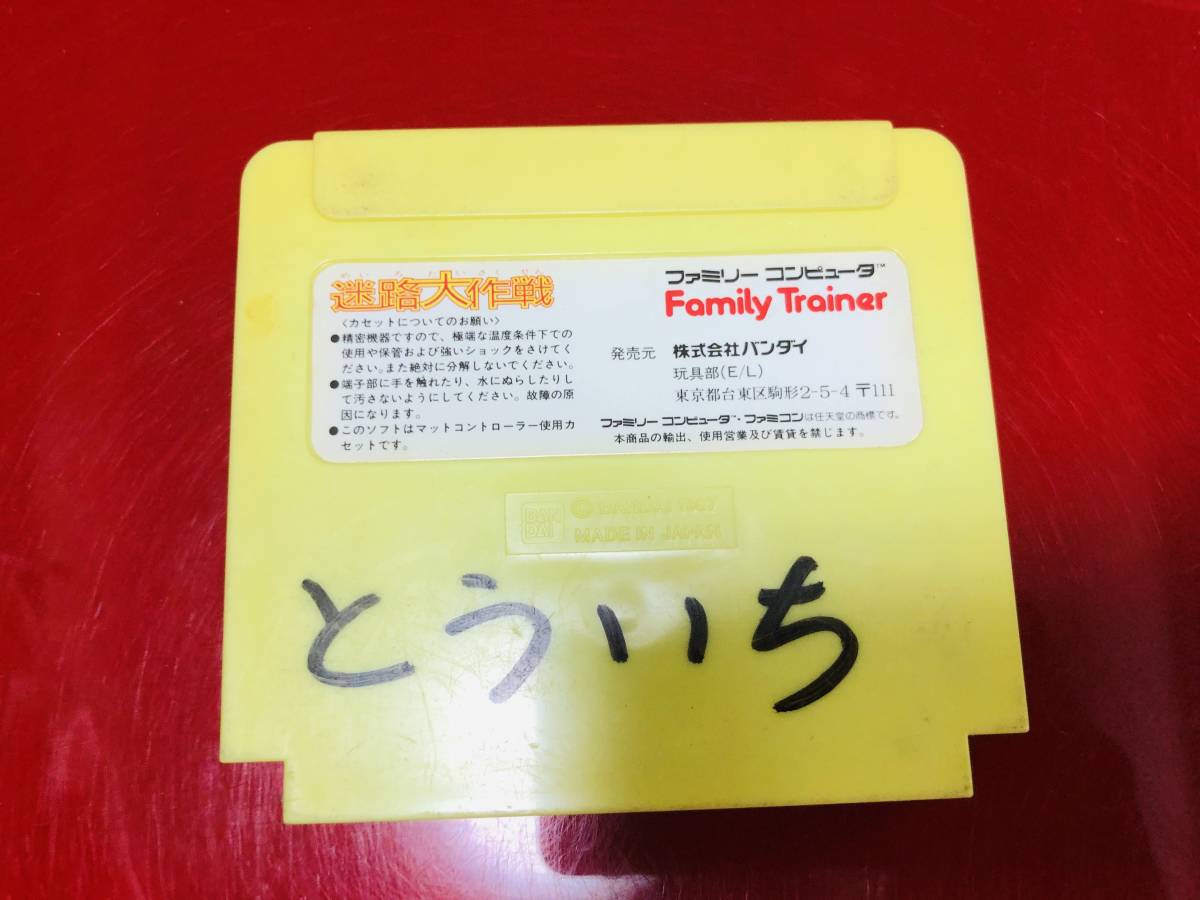 めいろだいさくせん
迷路大作戦
〈カセットについてのお願い〉
●精密機器ですので、極端な温度条件下での
使用や保管および強いショックをさけてく
ださい。また絶対に分解しないでください。
●端子部に手を触れたり、水にぬらしたりし
て汚さないようにしてください。故障の原
因になります。
●このソフトはマットコントローラー使用カ
セットです。
ファミリー コンピュータ™
Family Trainer
発売元 株式会社バンダイ
玩具部(E/L)
東京都台東区駒形2-5-4 〒111
ファミリー コンピュータ™・ファミコンは任天堂の商標です。
本商品の輸出、使用営業及び賃貸を禁じます。
BAN
DAI
© BANDAI 1987
MADE IN JAPAN
とういち